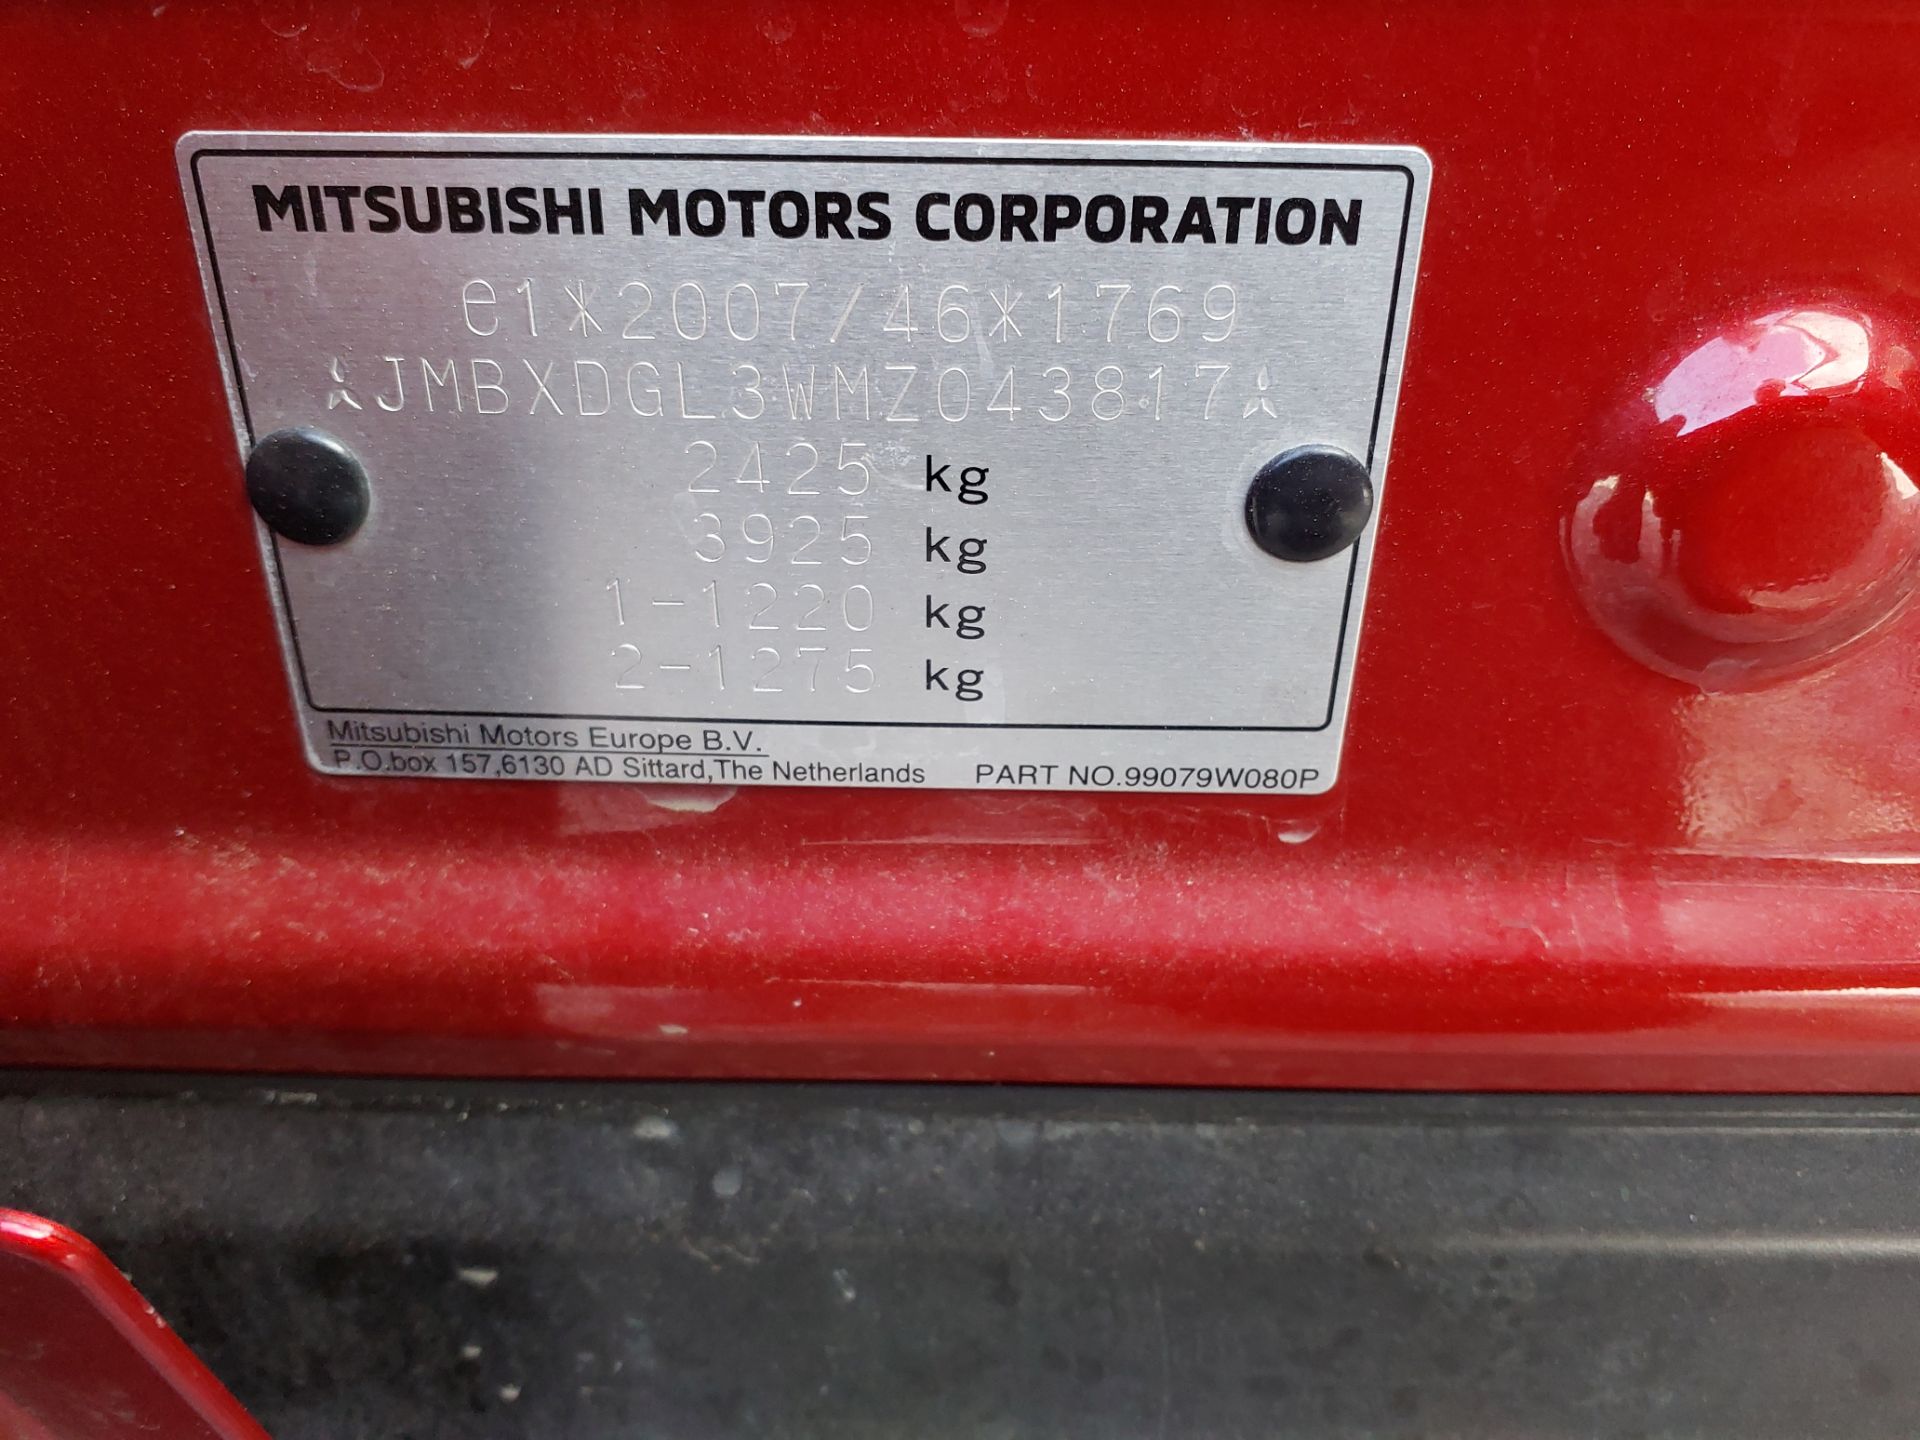 MITSUBISHI MOTORS CORPORATION
e1*2007/46*1769
JMBXDGL3WMZ043817
2425 kg
3925 kg
1-1220 kg
2-1275 kg
Mitsubishi Motors Europe B.V.
P.O.box 157,6130 AD Sittard,The Netherlands PART NO.99079W080P